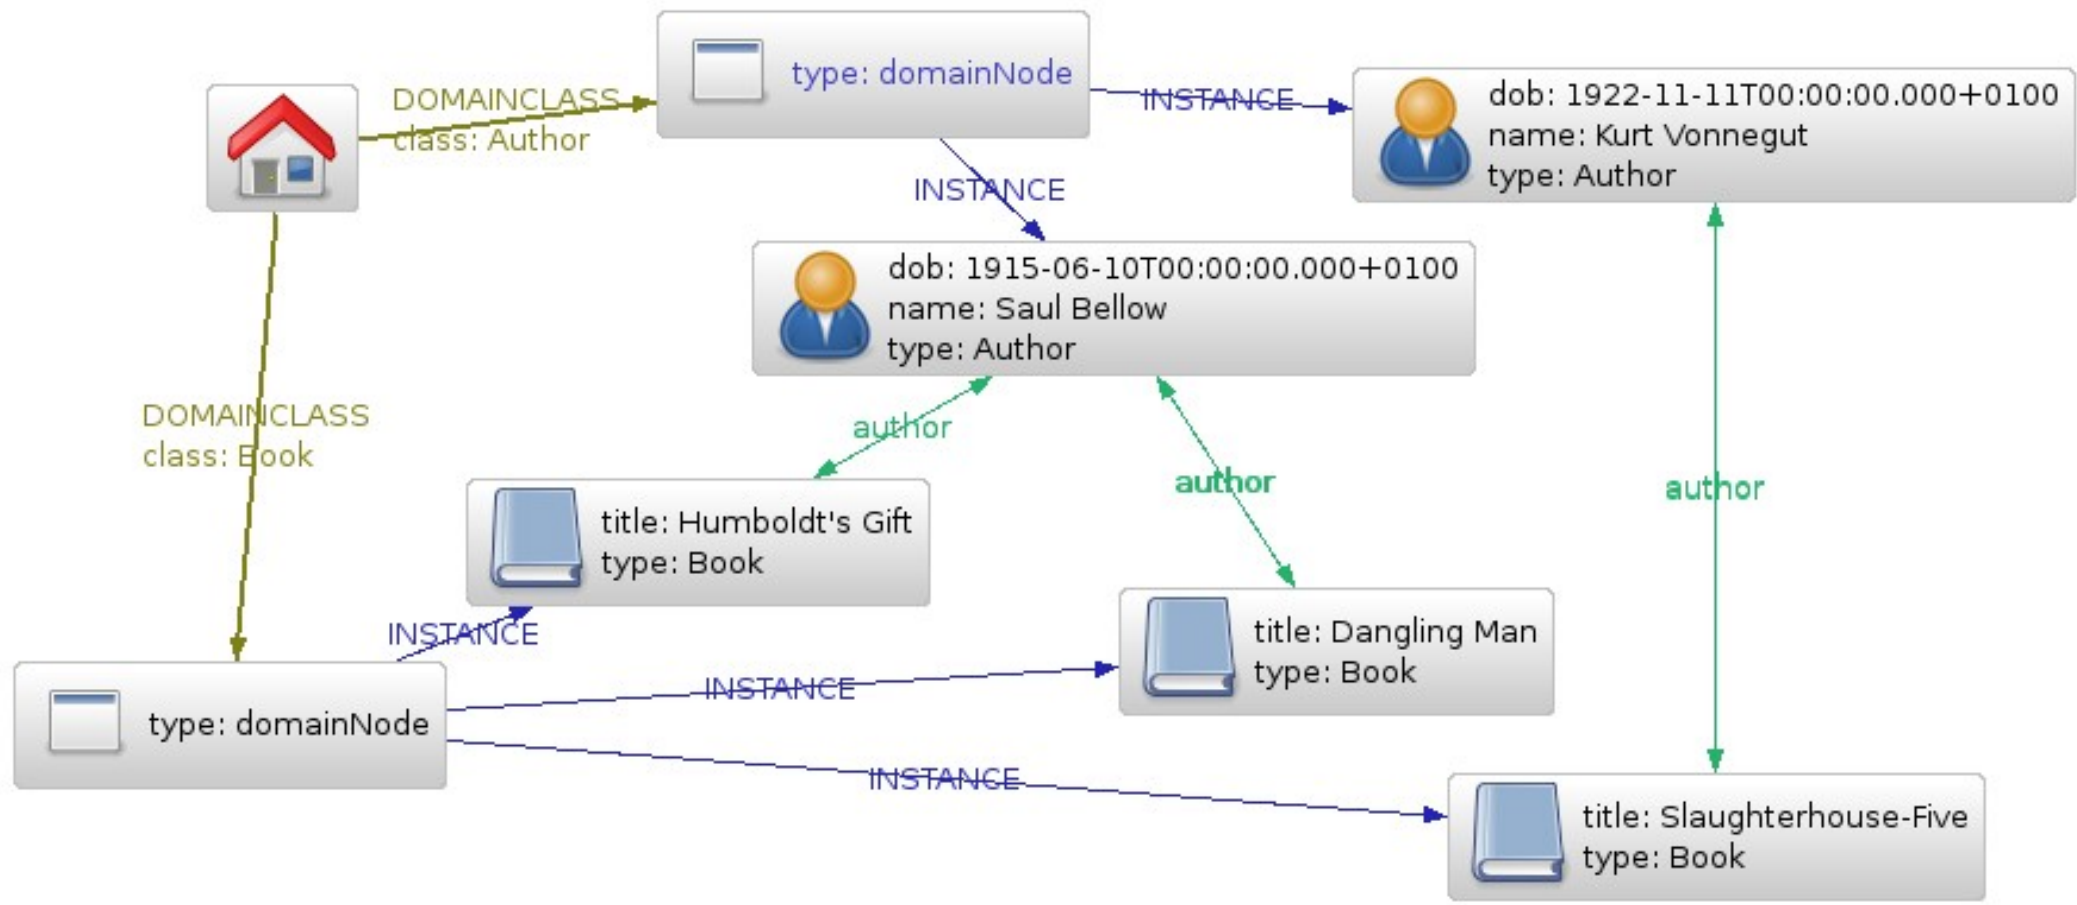 type: domainNode
DOMAINCLASS
class: Author
INSTANCE
dob: 1922-11-11T00:00:00.000+0100
name: Kurt Vonnegut
type: Author
INSTANCE
dob: 1915-06-10T00:00:00.000+0100
name: Saul Bellow
type: Author
DOMAINCLASS
class: Book
author
author
author
title: Humboldt's Gift
type: Book
INSTANCE
title: Dangling Man
type: Book
INSTANCE
type: domainNode
INSTANCE
title: Slaughterhouse-Five
type: Book